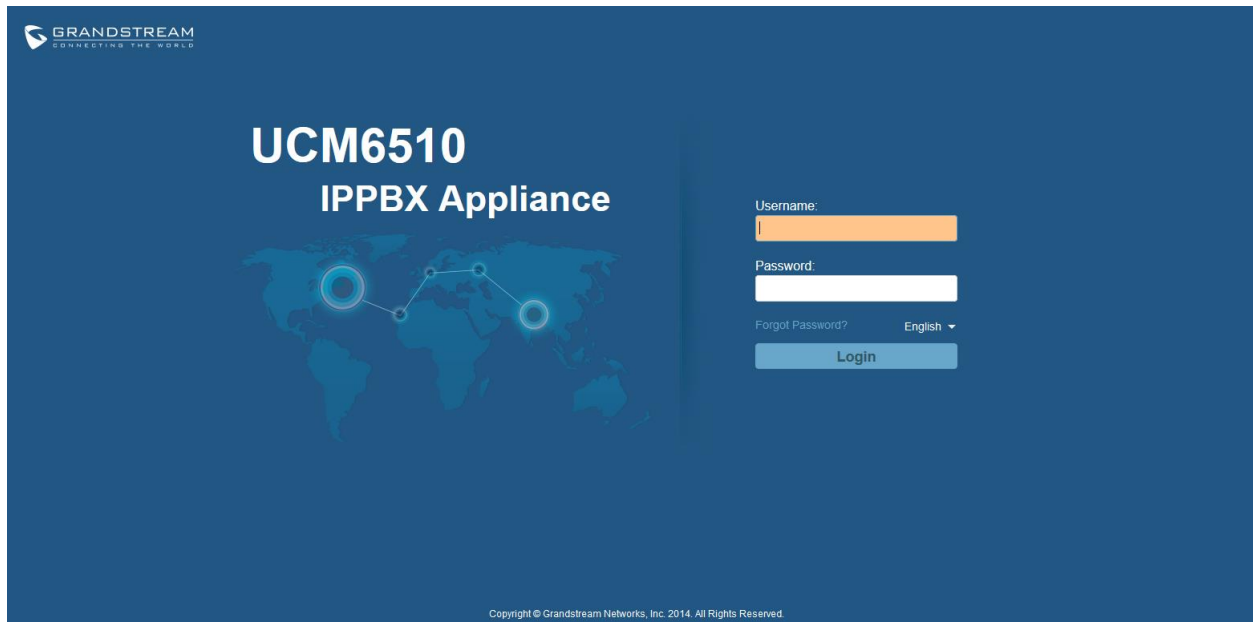 GRANDSTREAM
CONNECTING THE WORLD
UCM6510
IPPBX Appliance
Username:
Password:
Forgot Password?
English
Login
Copyright © Grandstream Networks, Inc. 2014. All Rights Reserved.